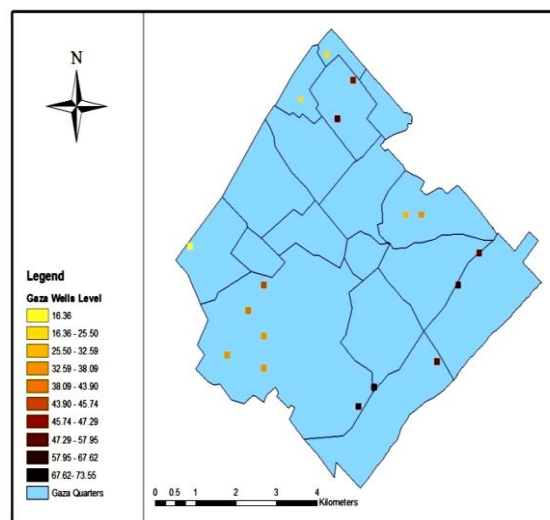 N
Legend
Gaza Wells Level
16.36
16.36 - 25.50
25.50 - 32.59
32.59 - 38.09
38.09 - 43.90
43.90 - 45.74
45.74 - 47.29
47.29 - 57.95
57.95 - 67.62
67.62- 73.55
Gaza Quarters
0 0.5 1 2 3 4
Kilometers